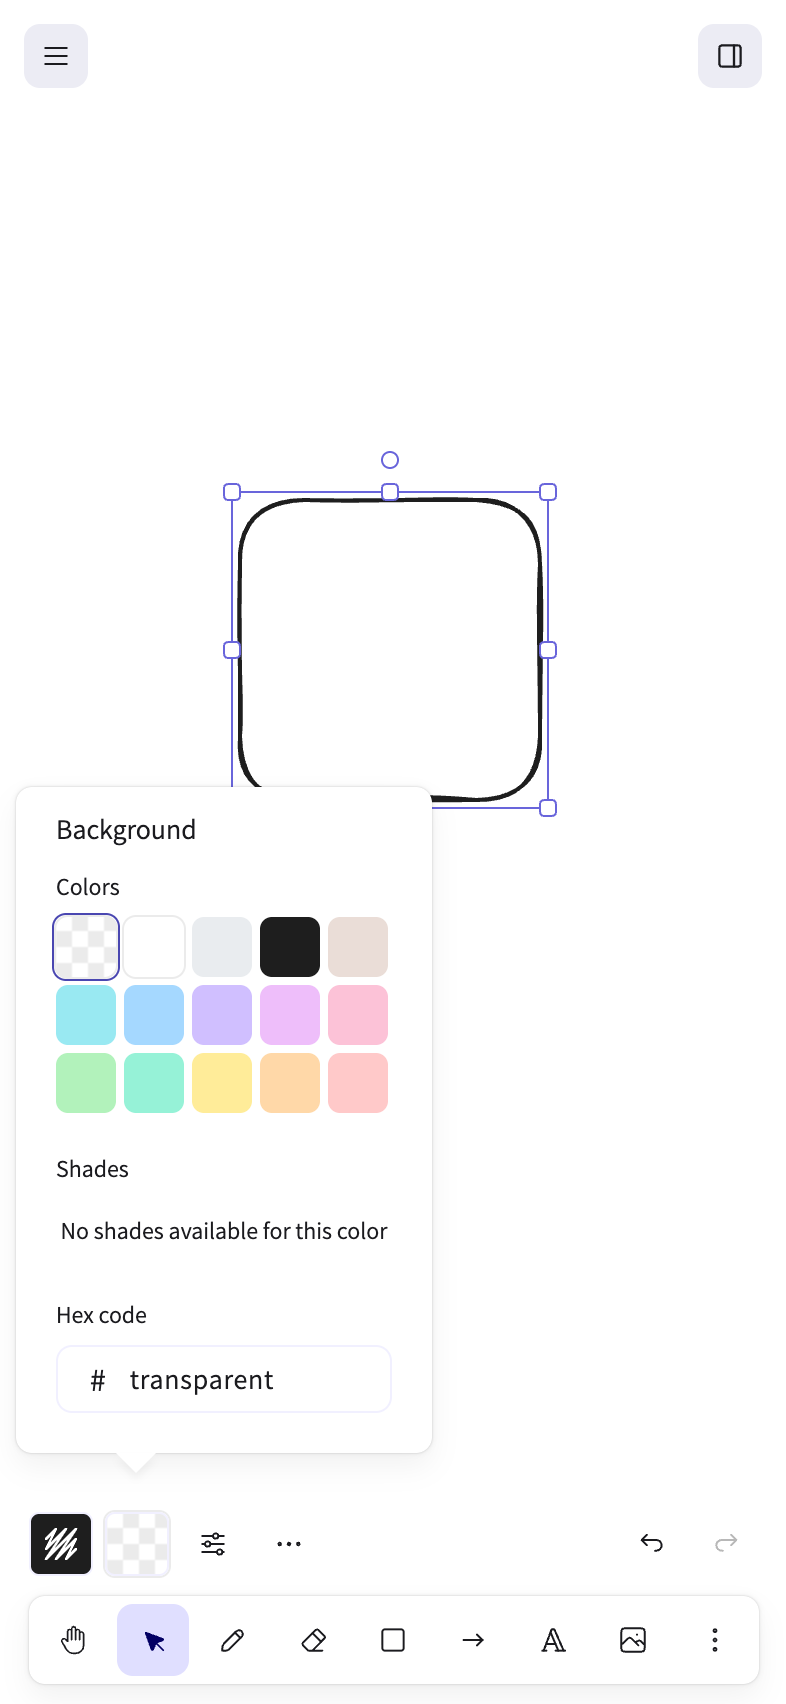 Background
Colors
Shades
No shades available for this color
Hex code
# transparent